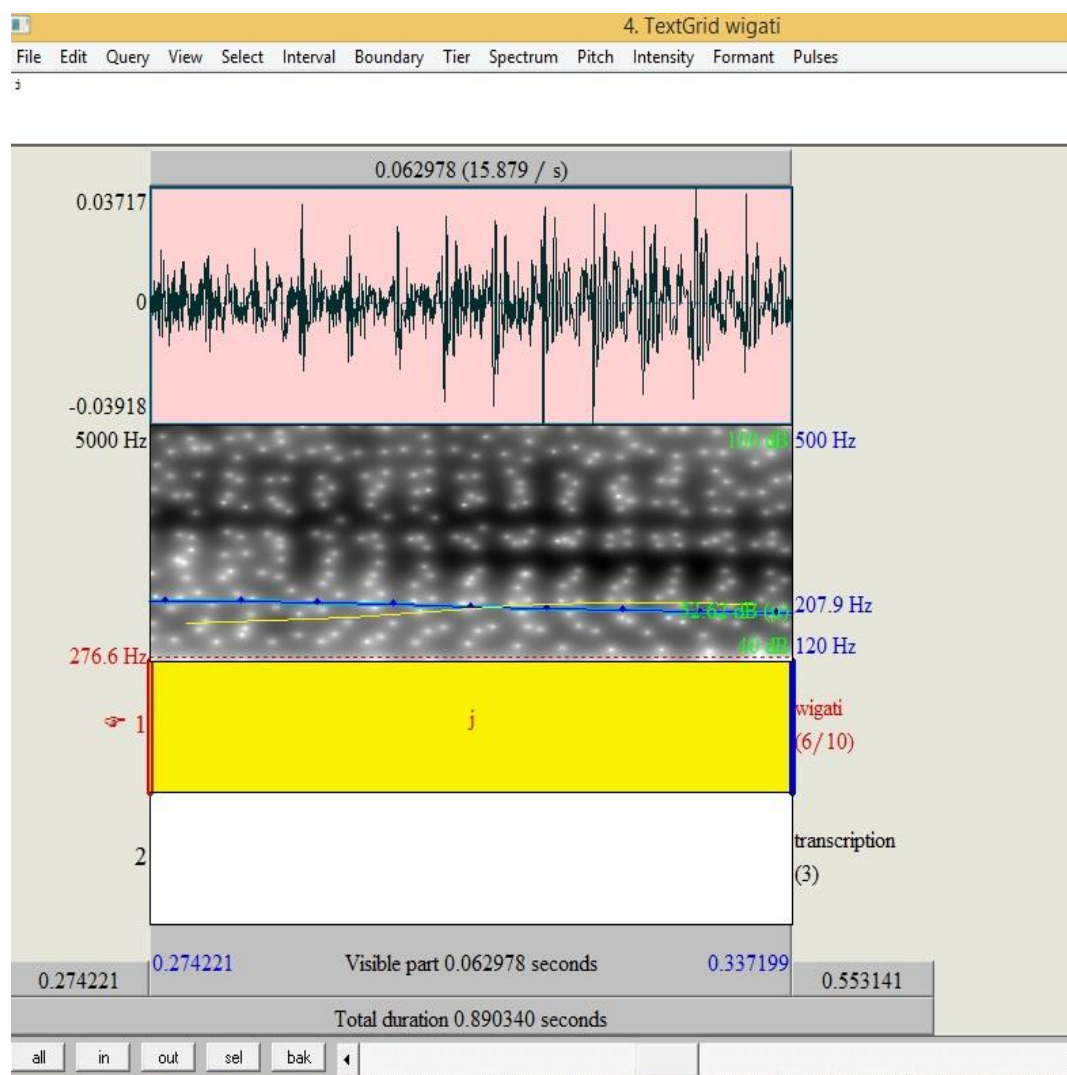 4. TextGrid wigati
File Edit Query View Select Interval Boundary Tier Spectrum Pitch Intensity Formant Pulses
j
0.062978 (15.879 / s)
0.03717
0
-0.03918
5000 Hz 100 dB 500 Hz
52.62 dB (µ) 207.9 Hz
40 dB 120 Hz
276.6 Hz
☞ 1 j wigati
(6/10)
2 transcription
(3)
0.274221 Visible part 0.062978 seconds 0.337199
0.274221 0.553141
Total duration 0.890340 seconds
all in out sel bak